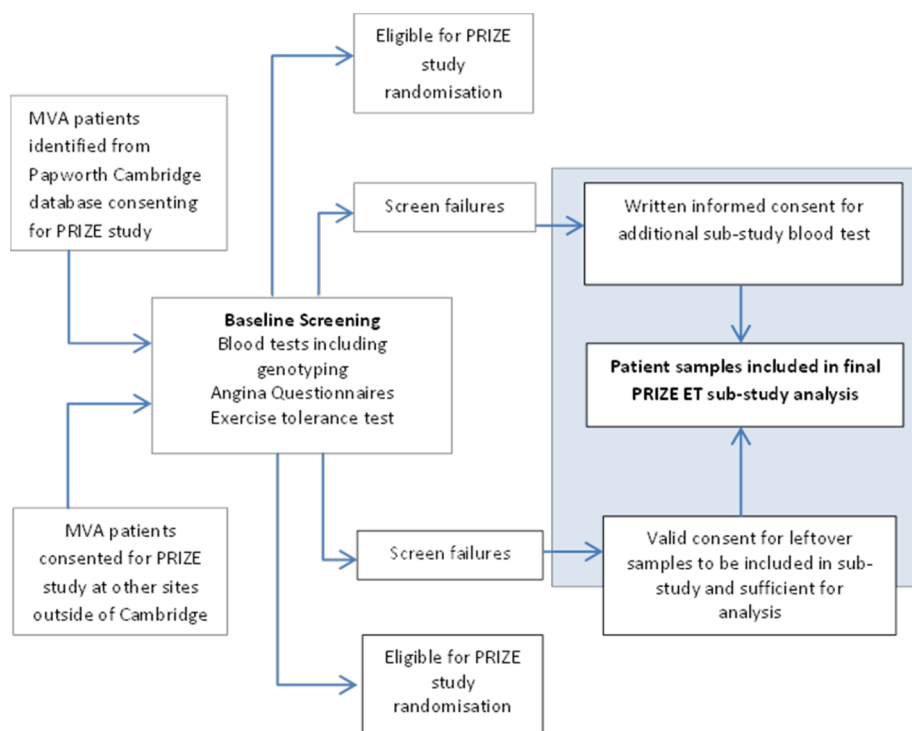 Eligible for PRIZE
study
randomisation
MVA patients
identified from
Papworth Cambridge
database consenting
for PRIZE study
Screen failures
Written informed consent for
additional sub-study blood test
Baseline Screening
Blood tests including
genotyping
Angina Questionnaires
Exercise tolerance test
Patient samples included in final
PRIZE ET sub-study analysis
MVA patients
consented for PRIZE
study at other sites
outside of Cambridge
Screen failures
Valid consent for leftover
samples to be included in sub-
study and sufficient for
analysis
Eligible for PRIZE
study
randomisation